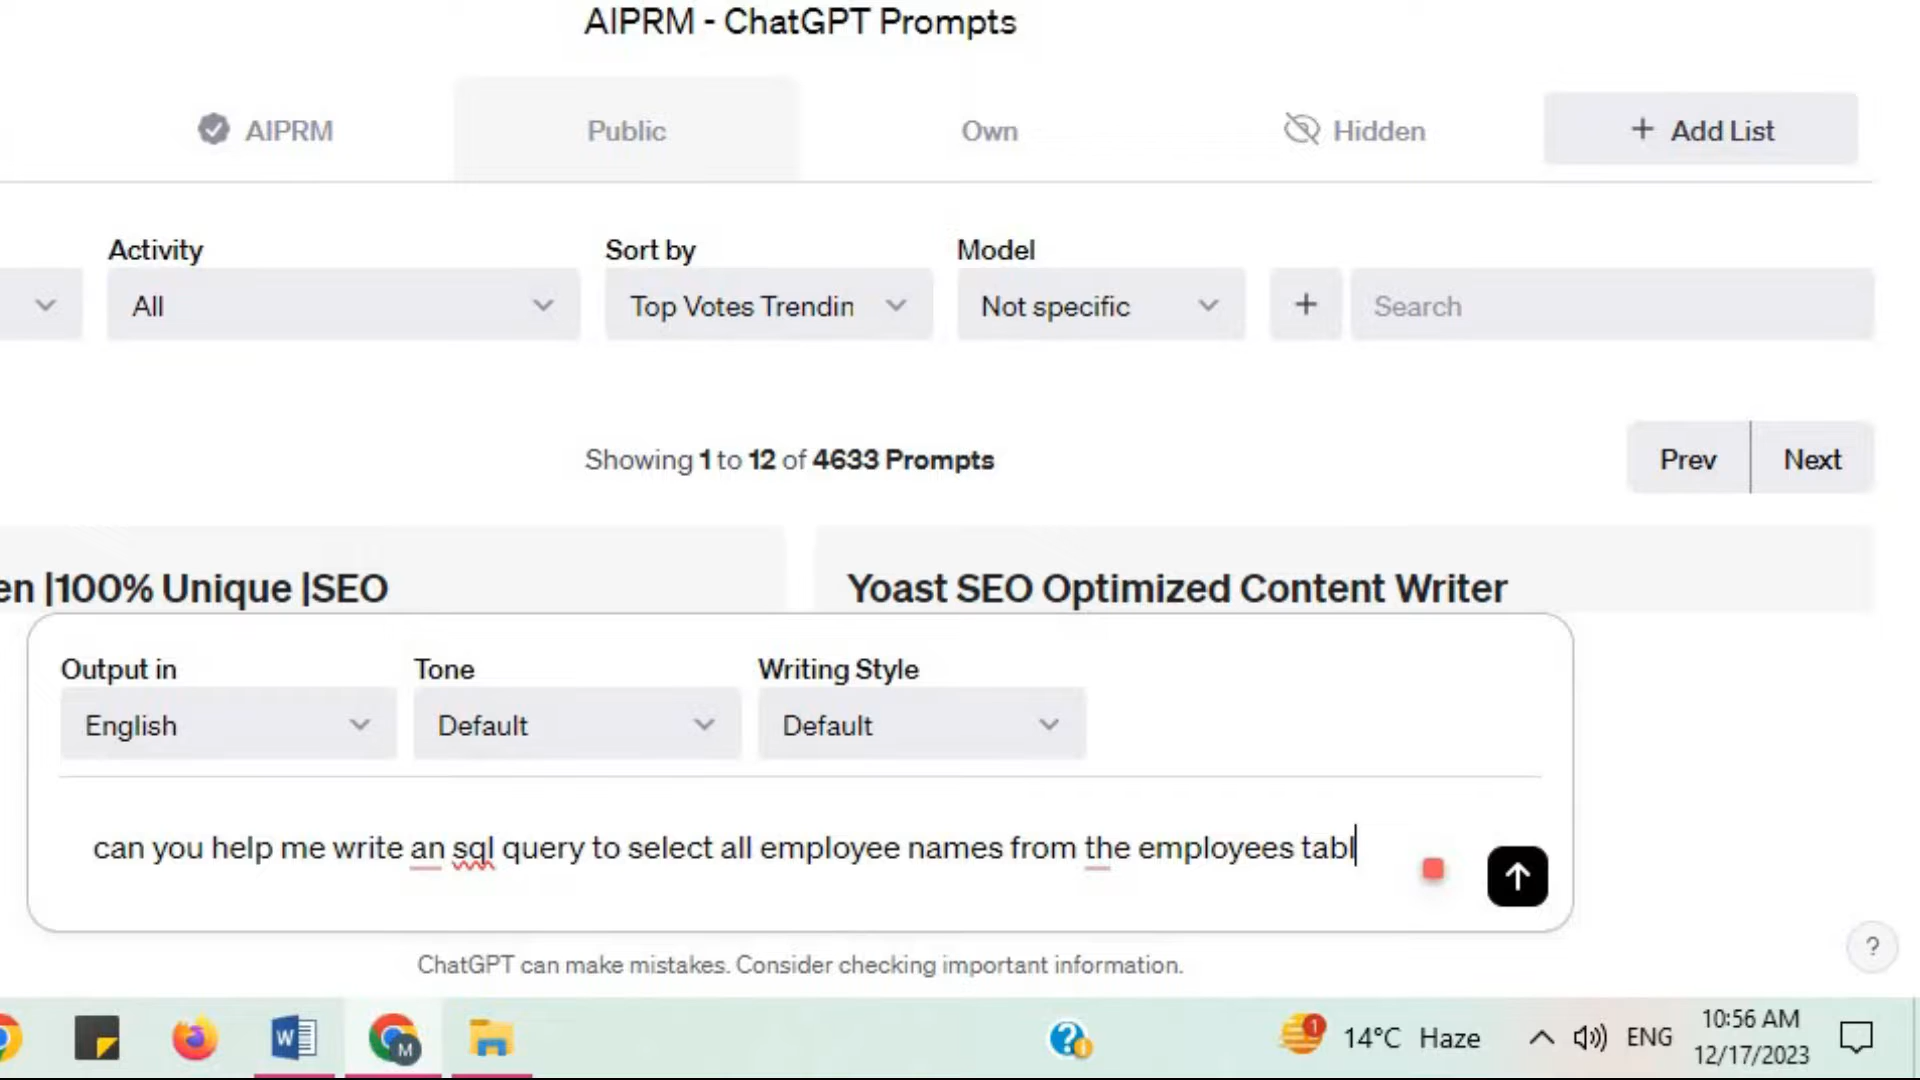 AIPRM - ChatGPT Prompts
AIPRM Public Own Hidden + Add List
Activity Sort by Model
All Top Votes Trendin Not specific + Search
Showing 1 to 12 of 4633 Prompts Prev Next
en |100% Unique |SEO Yoast SEO Optimized Content Writer
Output in Tone Writing Style
English Default Default
can you help me write an sql query to select all employee names from the employees tabl
ChatGPT can make mistakes. Consider checking important information.
?
W M ? 1 14°C Haze ENG 10:56 AM
12/17/2023